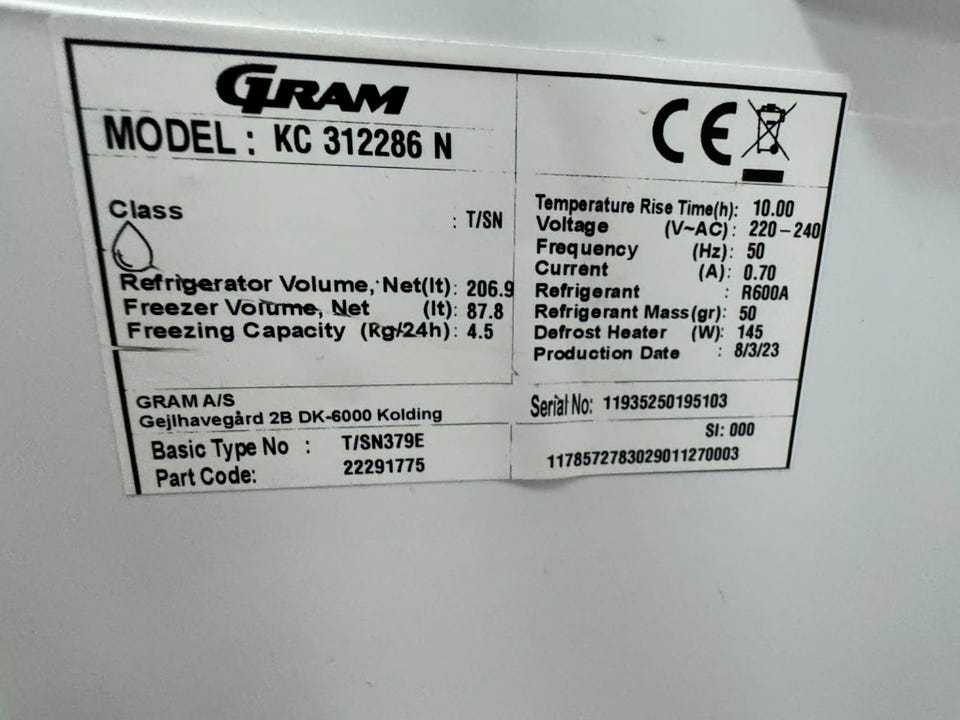 GRAM
MODEL : KC 312286 N
Class : T/SN
Refrigerator Volume, Net(lt): 206.9
Freezer Volume, Net (lt): 87.8
Freezing Capacity (Kg/24h): 4.5
Temperature Rise Time(h): 10.00
Voltage (V~AC): 220-240
Frequency (Hz): 50
Current (A): 0.70
Refrigerant : R600A
Refrigerant Mass(gr): 50
Defrost Heater (W): 145
Production Date : 8/3/23
GRAM A/S
Gejlhavegård 2B DK-6000 Kolding
Basic Type No : T/SN379E
Part Code: 22291775
Serial No: 11935250195103
SI: 000
1178572783029011270003